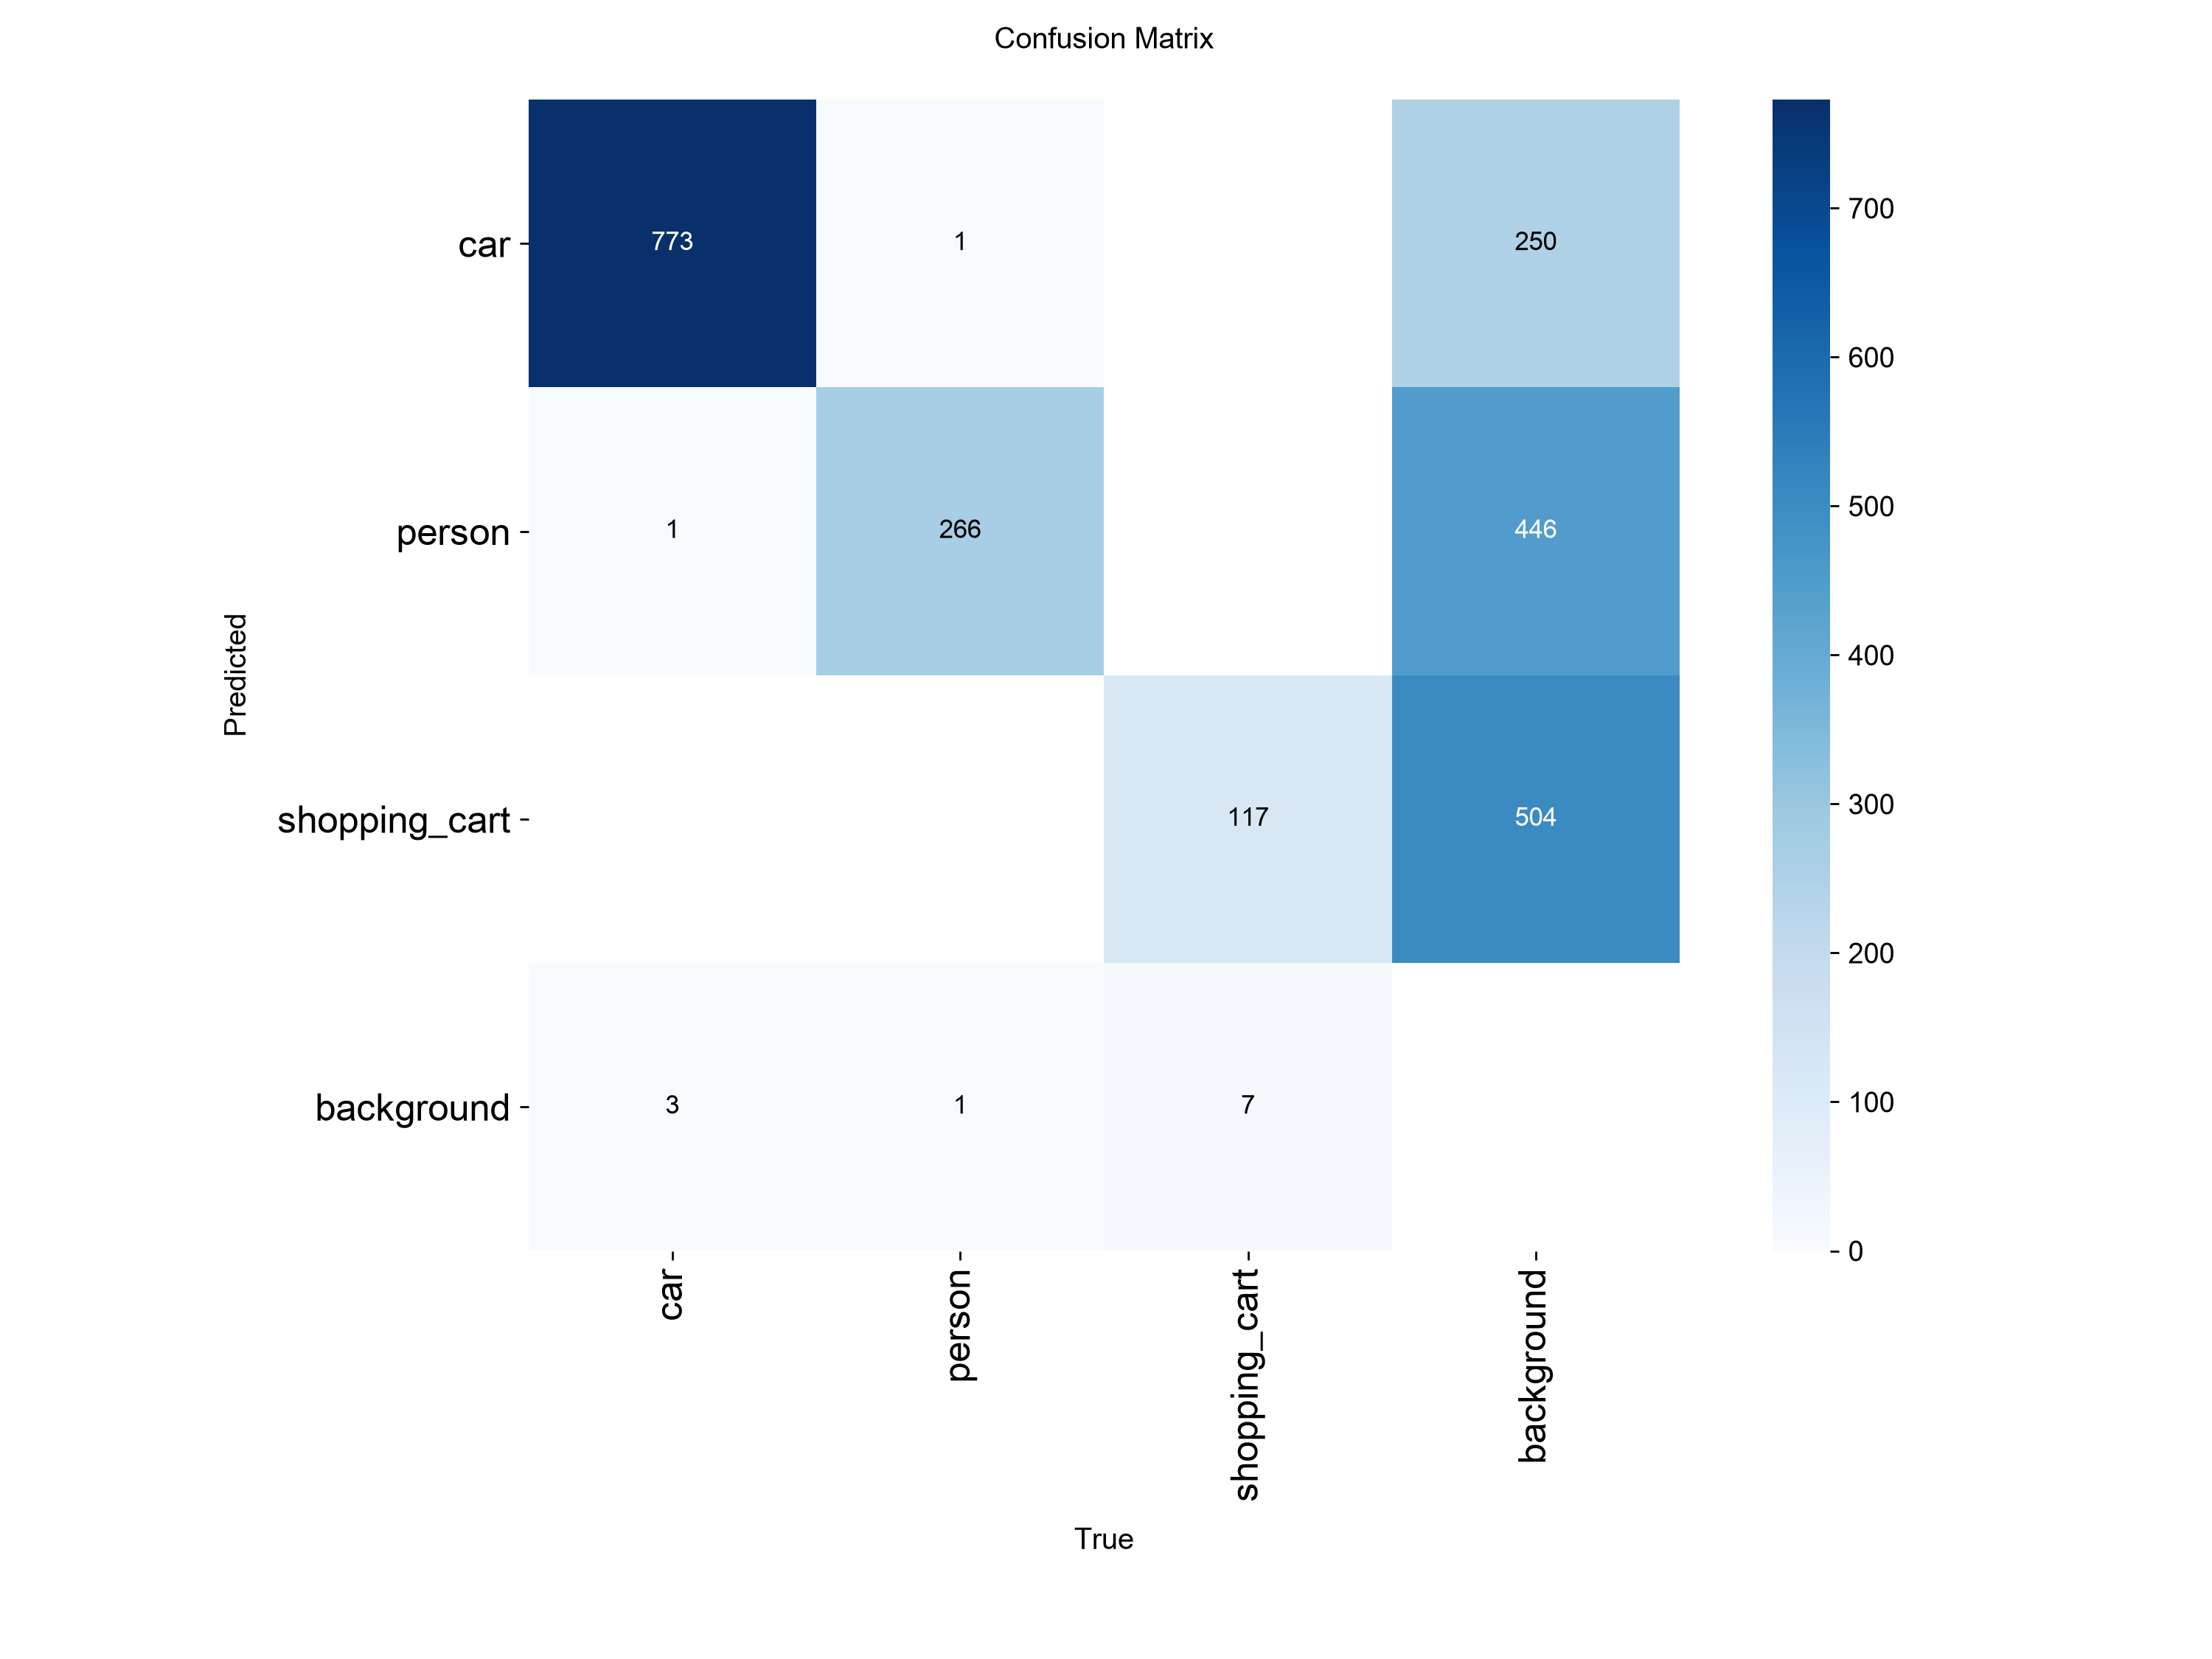 Confusion Matrix
car
773
1
250
person
1
266
446
shopping_cart
117
504
background
3
1
7
Predicted
car
person
shopping_cart
background
True
700
600
500
400
300
200
100
0